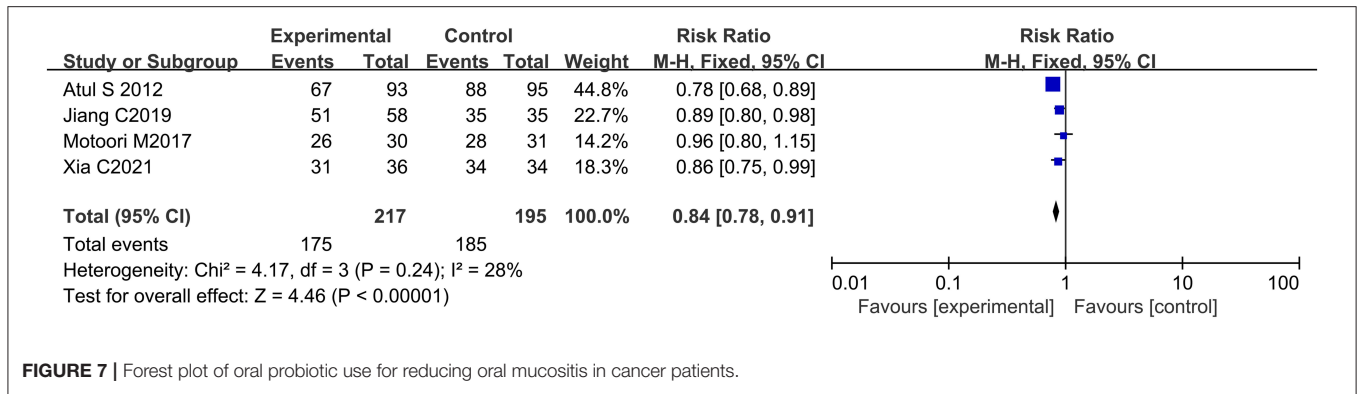 Experimental Control Risk Ratio Risk Ratio
Study or Subgroup Events Total Events Total Weight M-H, Fixed, 95% CI M-H, Fixed, 95% CI
Atul S 2012 67 93 88 95 44.8% 0.78 [0.68, 0.89]
Jiang C2019 51 58 35 35 22.7% 0.89 [0.80, 0.98]
Motoori M2017 26 30 28 31 14.2% 0.96 [0.80, 1.15]
Xia C2021 31 36 34 34 18.3% 0.86 [0.75, 0.99]
Total (95% CI) 217 195 100.0% 0.84 [0.78, 0.91]
Total events 175 185
Heterogeneity: Chi² = 4.17, df = 3 (P = 0.24); I² = 28%
Test for overall effect: Z = 4.46 (P < 0.00001)
0.01 0.1 1 10 100
Favours [experimental] Favours [control]
FIGURE 7 | Forest plot of oral probiotic use for reducing oral mucositis in cancer patients.